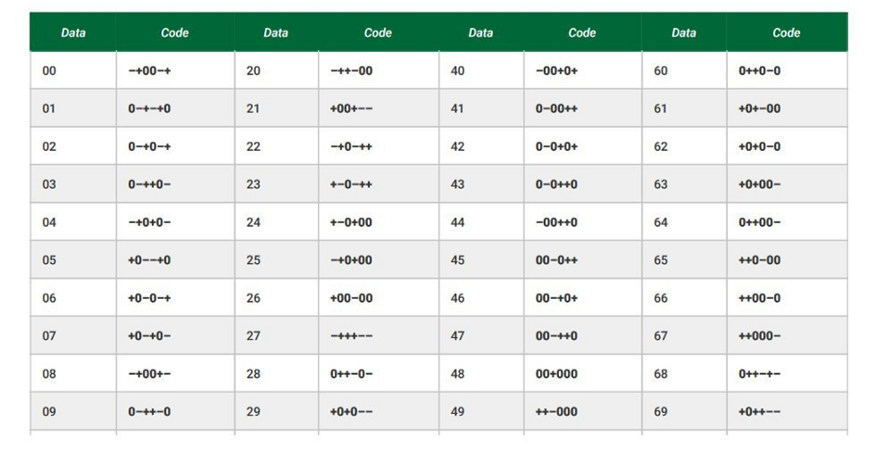 Data Code Data Code Data Code Data Code
00 −+00−+ 20 −++−00 40 −00+0+ 60 0++0−0
01 0−+−+0 21 +00+−− 41 0−00++ 61 +0+−00
02 0−+0−+ 22 −+0−++ 42 0−0+0+ 62 +0+0−0
03 0−++0− 23 +−0−++ 43 0−0++0 63 +0+00−
04 −+0+0− 24 +−0+00 44 −00++0 64 0++00−
05 +0−−+0 25 −+0+00 45 00−0++ 65 ++0−00
06 +0−0−+ 26 +00−00 46 00−+0+ 66 ++00−0
07 +0−+0− 27 −+++−− 47 00−++0 67 ++000−
08 −+00+− 28 0++−0− 48 00+000 68 0++−+−
09 0−++−0 29 +0+0−− 49 ++−000 69 +0++−−